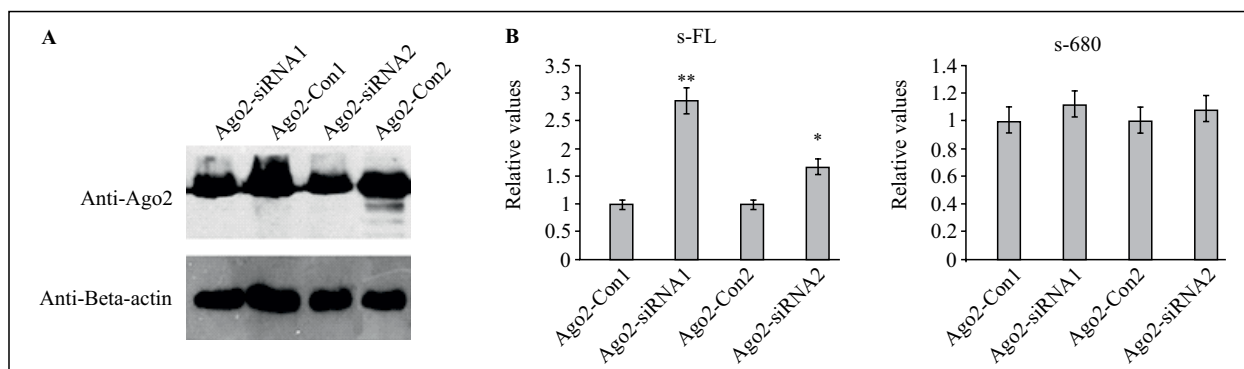 A
Ago2-siRNA1
Ago2-Con1
Ago2-siRNA2
Ago2-Con2
Anti-Ago2
Anti-Beta-actin
B
s-FL
Relative values
3.5
3
2.5
2
1.5
1
0.5
0
**
*
Ago2-Con1
Ago2-siRNA1
Ago2-Con2
Ago2-siRNA2
s-680
Relative values
1.4
1.2
1
0.8
0.6
0.4
0.2
0
Ago2-Con1
Ago2-siRNA1
Ago2-Con2
Ago2-siRNA2